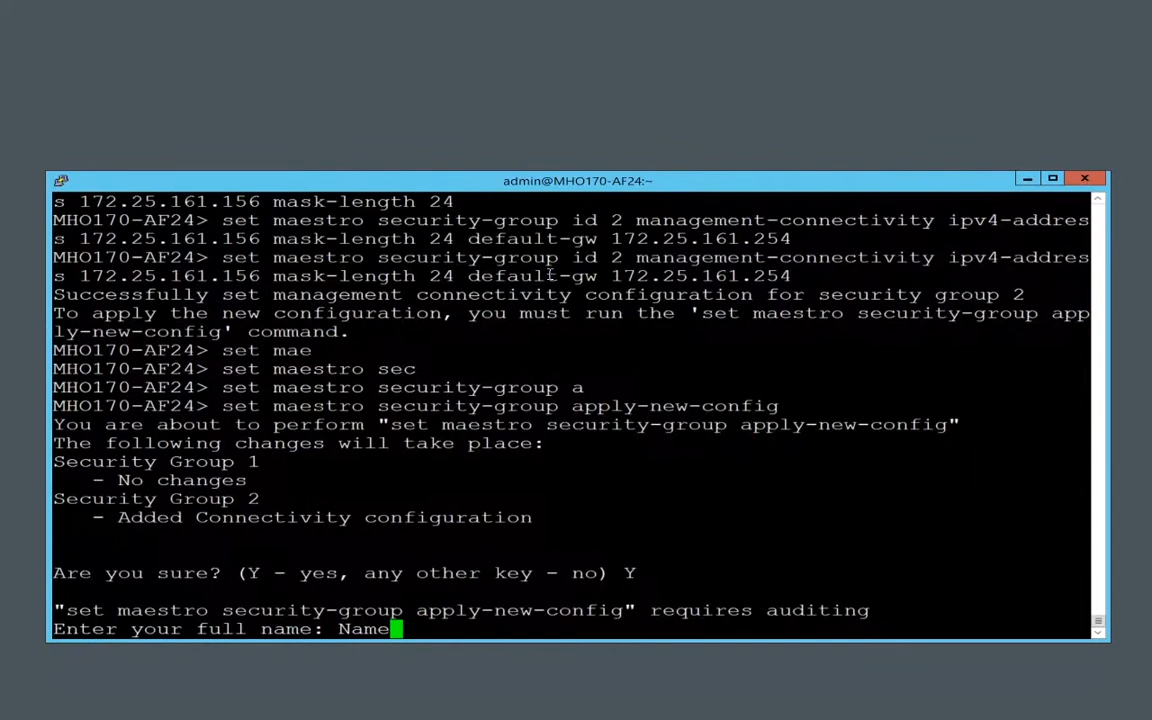 admin@MHO170-AF24:~
s 172.25.161.156 mask-length 24
MHO170-AF24> set maestro security-group id 2 management-connectivity ipv4-addres
s 172.25.161.156 mask-length 24 default-gw 172.25.161.254
MHO170-AF24> set maestro security-group id 2 management-connectivity ipv4-addres
s 172.25.161.156 mask-length 24 default-gw 172.25.161.254
Successfully set management connectivity configuration for security group 2
To apply the new configuration, you must run the 'set maestro security-group app
ly-new-config' command.
MHO170-AF24> set mae
MHO170-AF24> set maestro sec
MHO170-AF24> set maestro security-group a
MHO170-AF24> set maestro security-group apply-new-config
You are about to perform "set maestro security-group apply-new-config"
The following changes will take place:
Security Group 1
- No changes
Security Group 2
- Added Connectivity configuration
Are you sure? (Y - yes, any other key - no) Y
"set maestro security-group apply-new-config" requires auditing
Enter your full name: Name